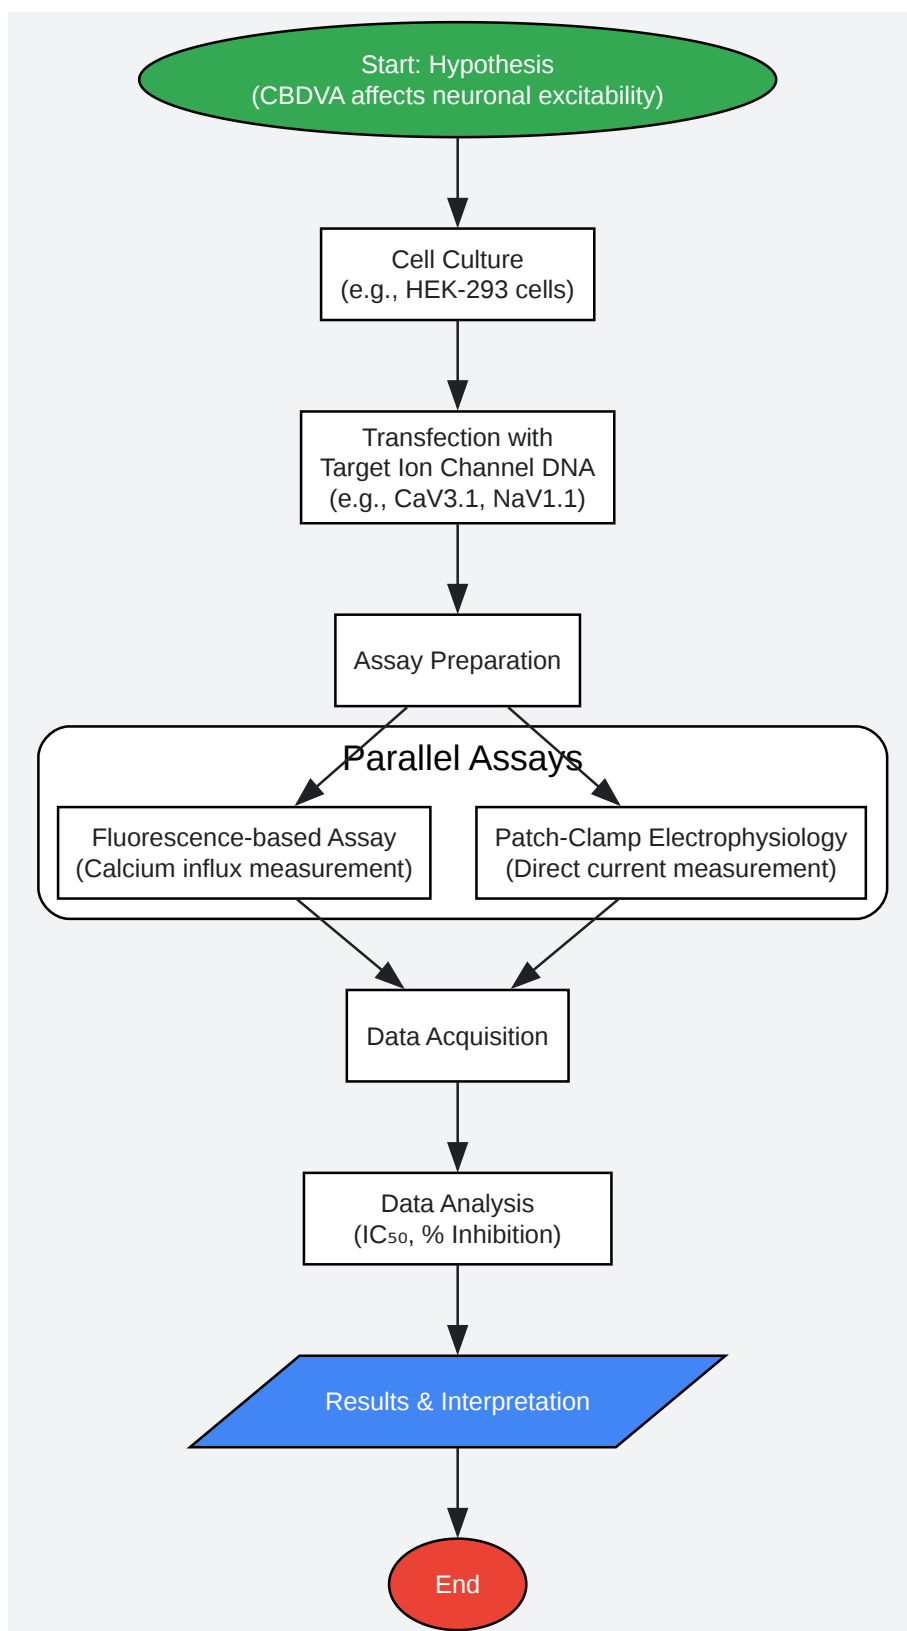 Start: Hypothesis
(CBDVA affects neuronal excitability)
Cell Culture
(e.g., HEK-293 cells)
Transfection with
Target Ion Channel DNA
(e.g., CaV3.1, NaV1.1)
Assay Preparation
Parallel Assays
Fluorescence-based Assay
(Calcium influx measurement)
Patch-Clamp Electrophysiology
(Direct current measurement)
Data Acquisition
Data Analysis
(IC₅₀, % Inhibition)
Results & Interpretation
End